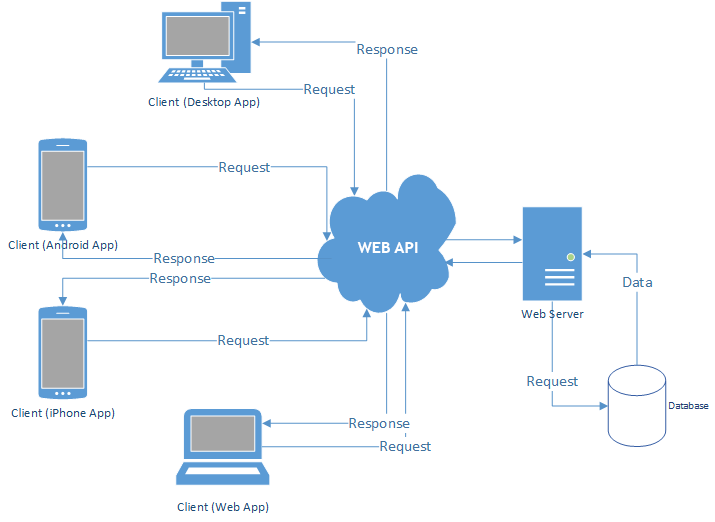 Response
Request
Client (Desktop App)
Request
WEB API
Client (Android App)
Response
Response
Data
Web Server
Request
Request
Database
Client (iPhone App)
Response
Request
Client (Web App)